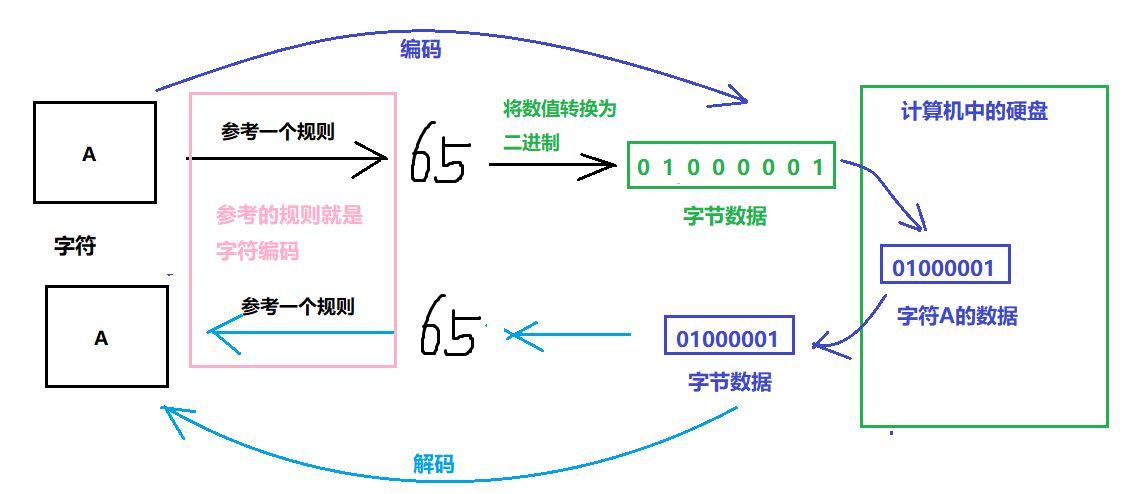 编码
计算机中的硬盘
A
参考一个规则
65
将数值转换为
二进制
0 1 0 0 0 0 0 1
字节数据
参考的规则就是
字符编码
字符
01000001
字符A的数据
A
参考一个规则
65
01000001
字节数据
解码